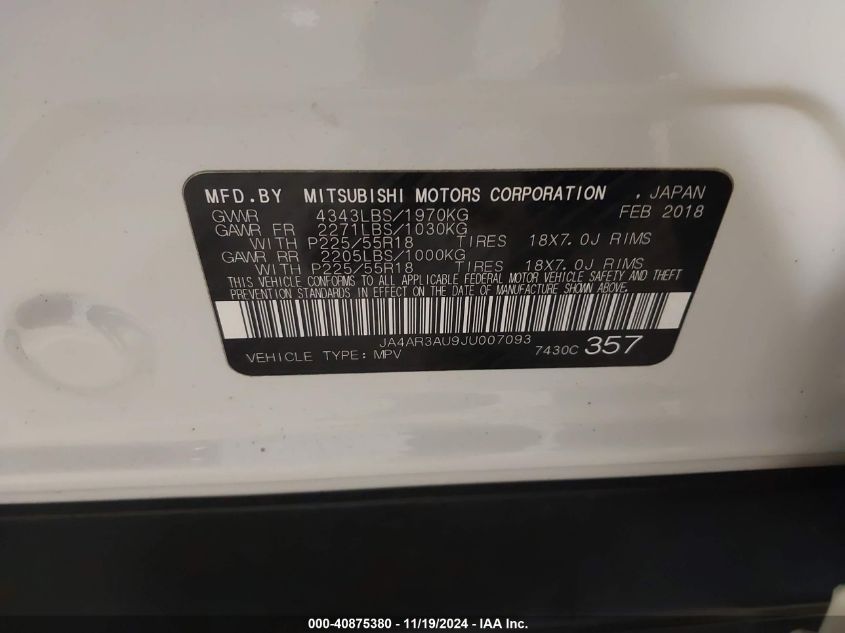 MFD.BY MITSUBISHI MOTORS CORPORATION , JAPAN
GVWR 4343LBS/1970KG FEB 2018
GAWR FR 2271LBS/1030KG
WITH P225/55R18 TIRES 18X7.0J RIMS
GAWR RR 2205LBS/1000KG
WITH P225/55R18 TIRES 18X7.0J RIMS
THIS VEHICLE CONFORMS TO ALL APPLICABLE FEDERAL MOTOR VEHICLE SAFETY AND THEFT
PREVENTION STANDARDS IN EFFECT ON THE DATE OF MANUFACTURE SHOWN ABOVE.
JA4AR3AU9JU007093
VEHICLE TYPE: MPV 7430C 357
000-40875380 - 11/19/2024 - IAA Inc.